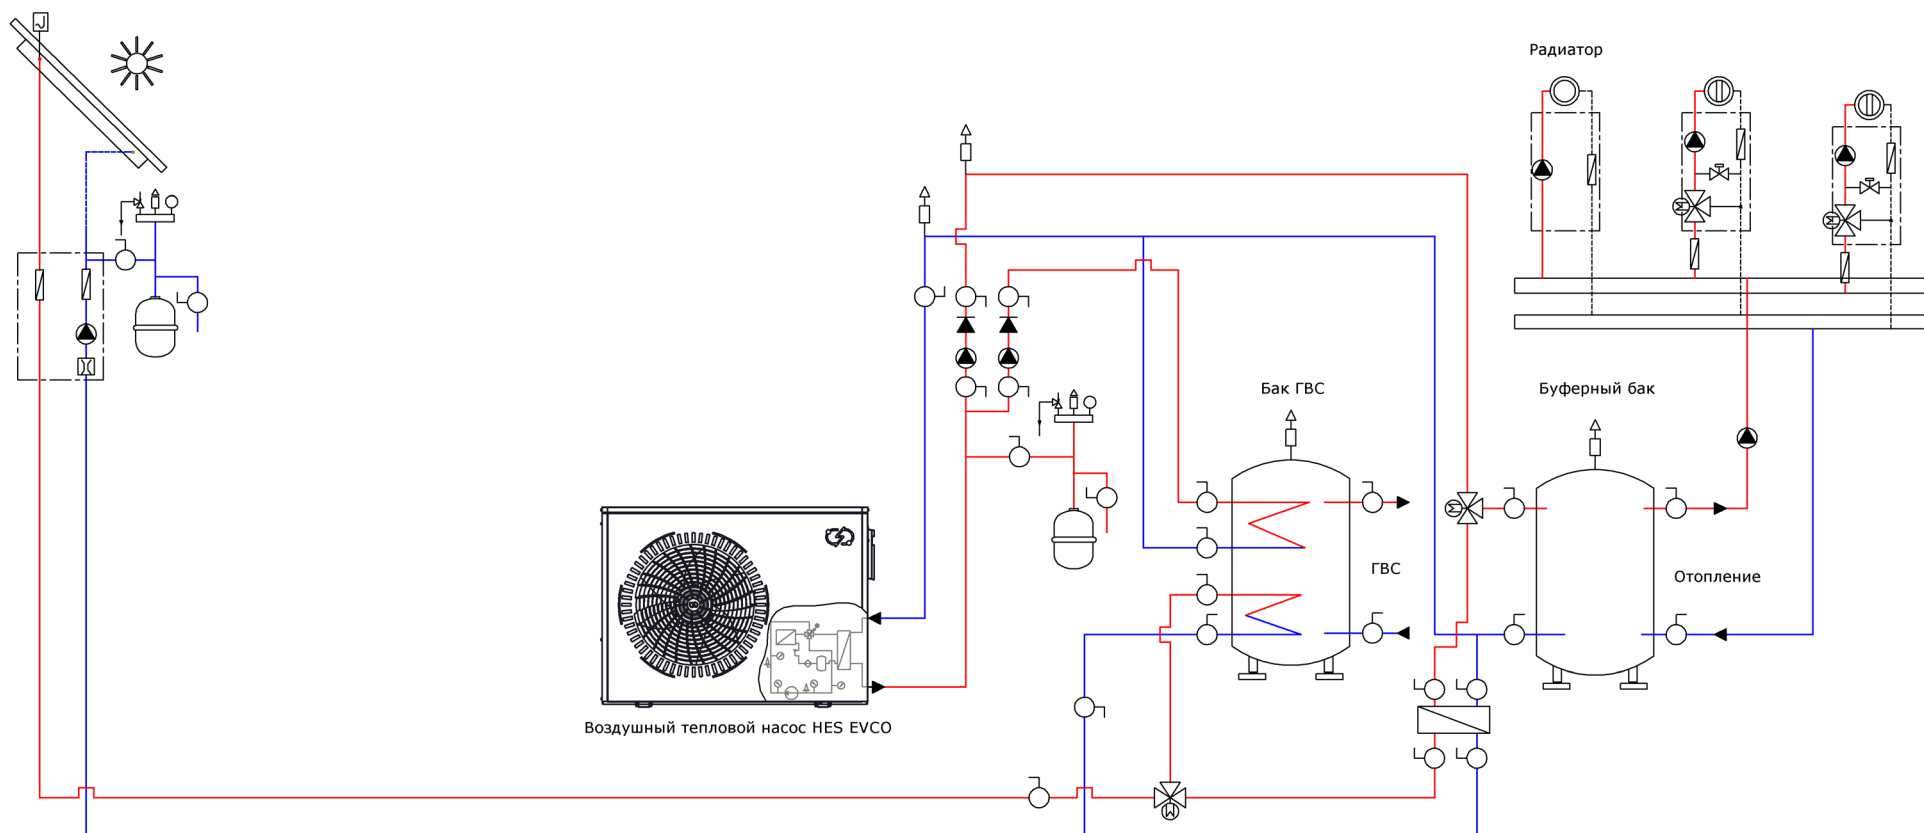 Радиатор
Бак ГВС
Буферный бак
ГВС
Отопление
Воздушный тепловой насос HES EVCO